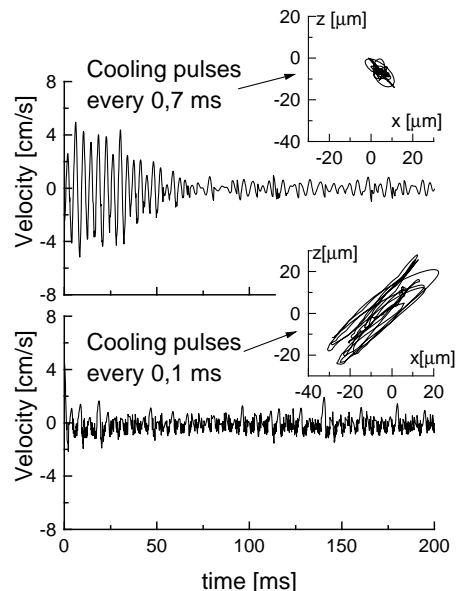 z [μm]
20
0
-20
-40
x [μm]
-20 0 20
Cooling pulses
every 0,7 ms
8
4
0
-4
-8
Velocity [cm/s]
z[μm]
20
0
-20
x[μm]
-40 -20 0 20
Cooling pulses
every 0,1 ms
4
0
-4
-8
Velocity [cm/s]
0 50 100 150 200
time [ms]